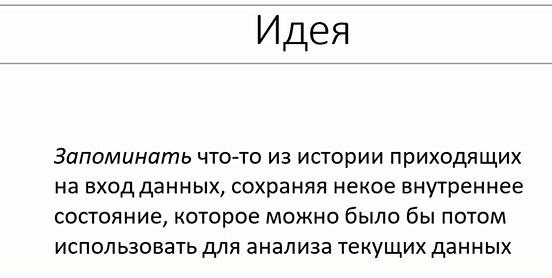 Идея
Запоминать что-то из истории приходящих
на вход данных, сохраняя некое внутреннее
состояние, которое можно было бы потом
использовать для анализа текущих данных